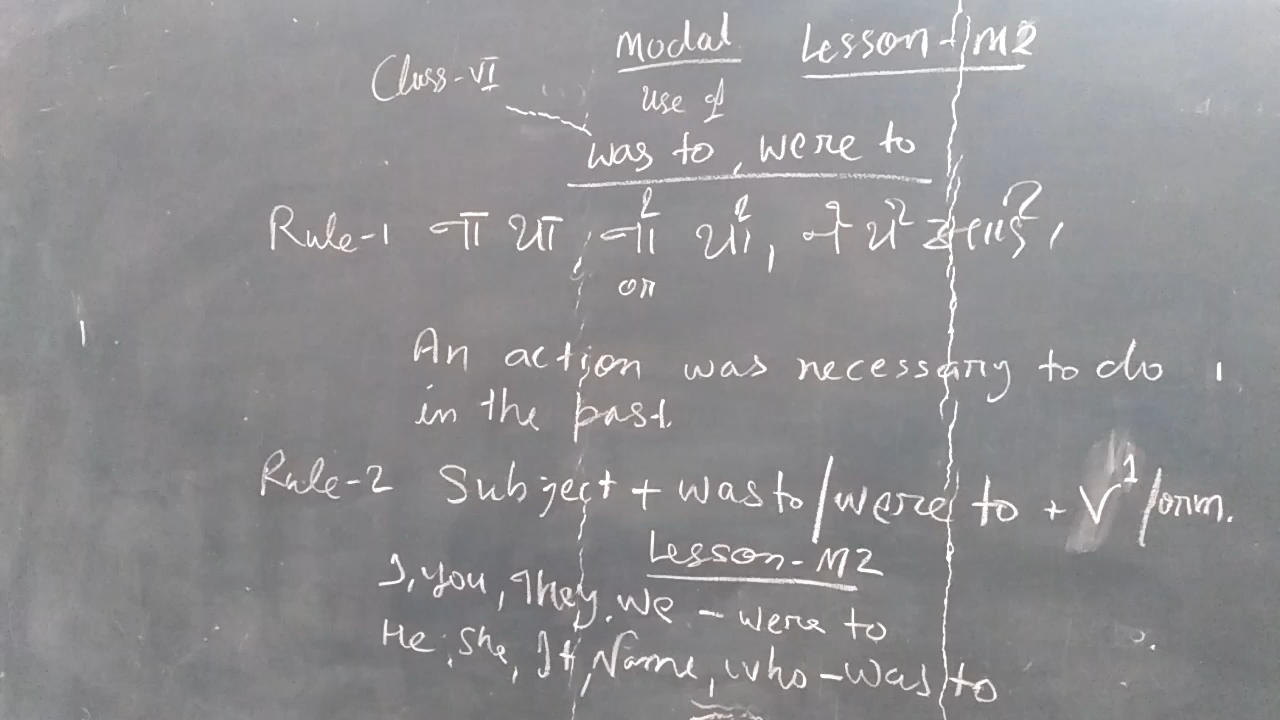 Modal Lesson-M2
Class-VI
use of
was to, were to
Rule-1 ना था, नी थी, ने थे
or
An action was necessary to do
in the past.
Rule-2 Subject + was to/were to + V¹ form.
Lesson-M2
I, you, They, we - were to
He, she, It, Name, who - was to